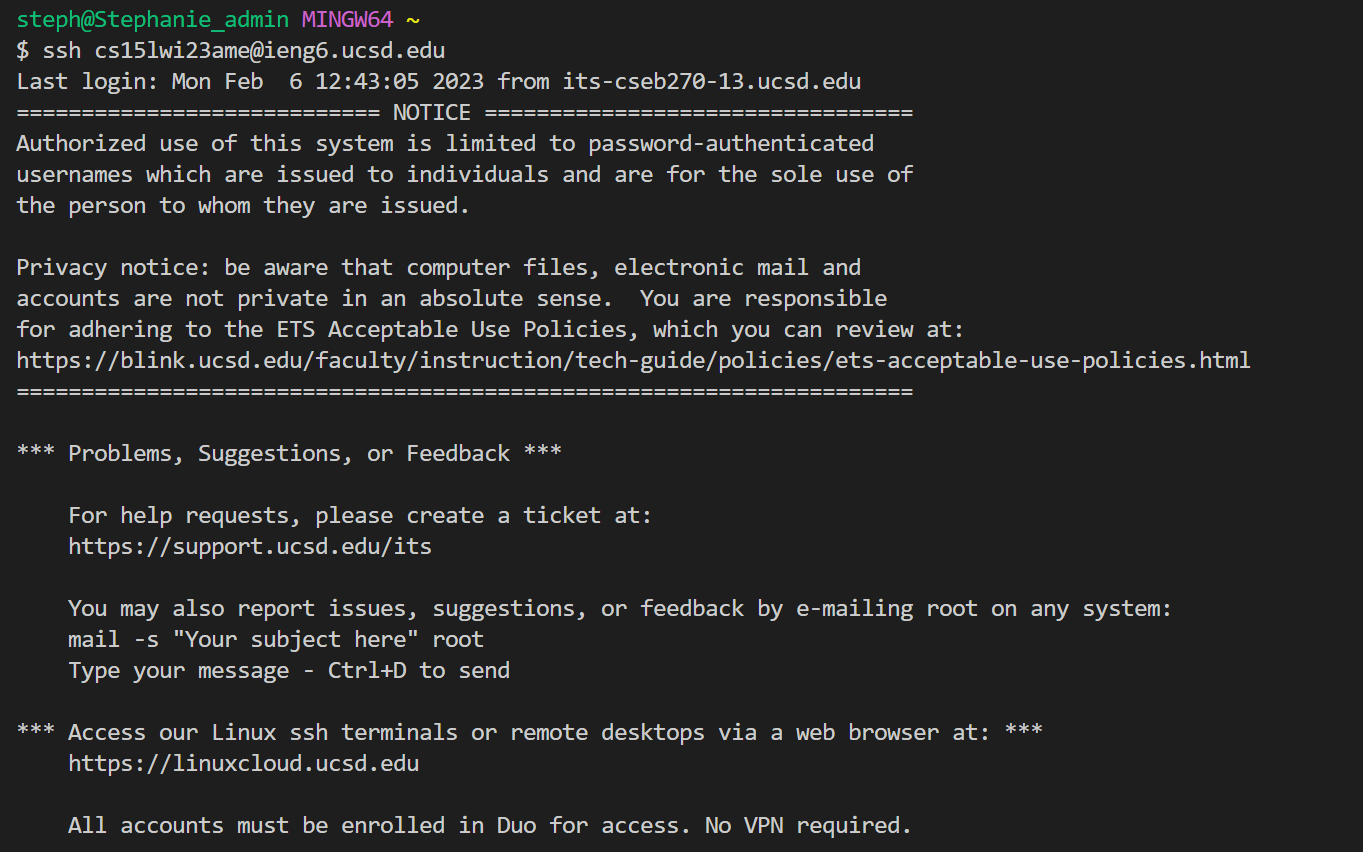 steph@Stephanie_admin MINGW64 ~
$ ssh cs15lwi23ame@ieng6.ucsd.edu
Last login: Mon Feb  6 12:43:05 2023 from its-cseb270-13.ucsd.edu
============================ NOTICE =================================
Authorized use of this system is limited to password-authenticated
usernames which are issued to individuals and are for the sole use of
the person to whom they are issued.

Privacy notice: be aware that computer files, electronic mail and
accounts are not private in an absolute sense.  You are responsible
for adhering to the ETS Acceptable Use Policies, which you can review at:
https://blink.ucsd.edu/faculty/instruction/tech-guide/policies/ets-acceptable-use-policies.html
=====================================================================

*** Problems, Suggestions, or Feedback ***

    For help requests, please create a ticket at:
    https://support.ucsd.edu/its

    You may also report issues, suggestions, or feedback by e-mailing root on any system:
    mail -s "Your subject here" root
    Type your message - Ctrl+D to send

*** Access our Linux ssh terminals or remote desktops via a web browser at: ***
    https://linuxcloud.ucsd.edu

    All accounts must be enrolled in Duo for access. No VPN required.